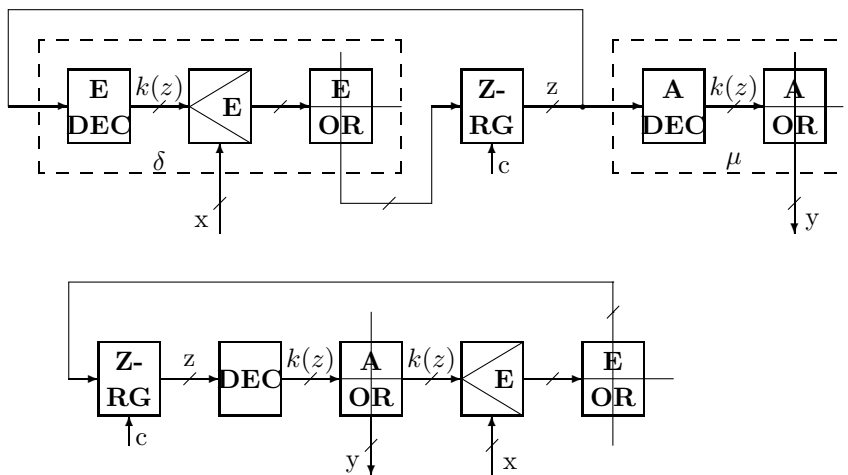 E DEC
k(z)
E
E OR
Z- RG
z
A DEC
k(z)
A OR
δ
μ
c
x
y
Z- RG
z
DEC
k(z)
A OR
k(z)
E
E OR
c
y
x